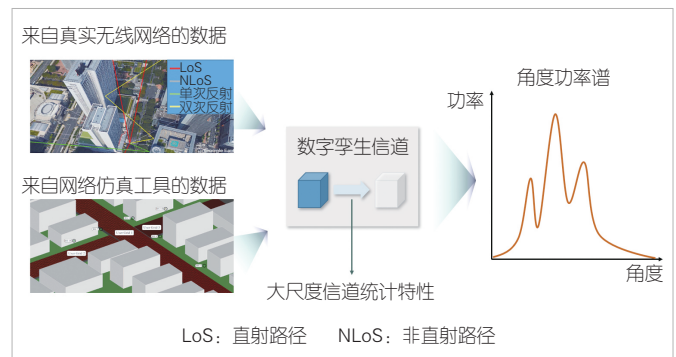 来自真实无线网络的数据
LoS
NLoS
单次反射
双次反射
来自网络仿真工具的数据
数字孪生信道
大尺度信道统计特性
角度功率谱
功率
角度
LoS：直射路径 NLoS：非直射路径